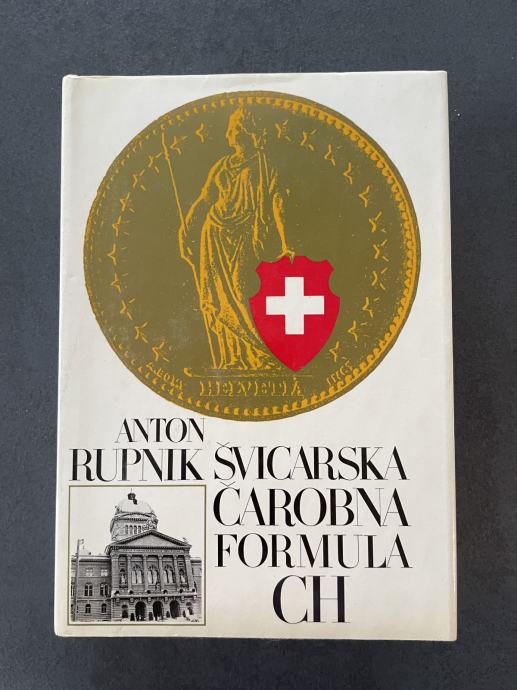 HELVETIA
ANTON
RUPNIK ŠVICARSKA
ČAROBNA
FORMULA
CH